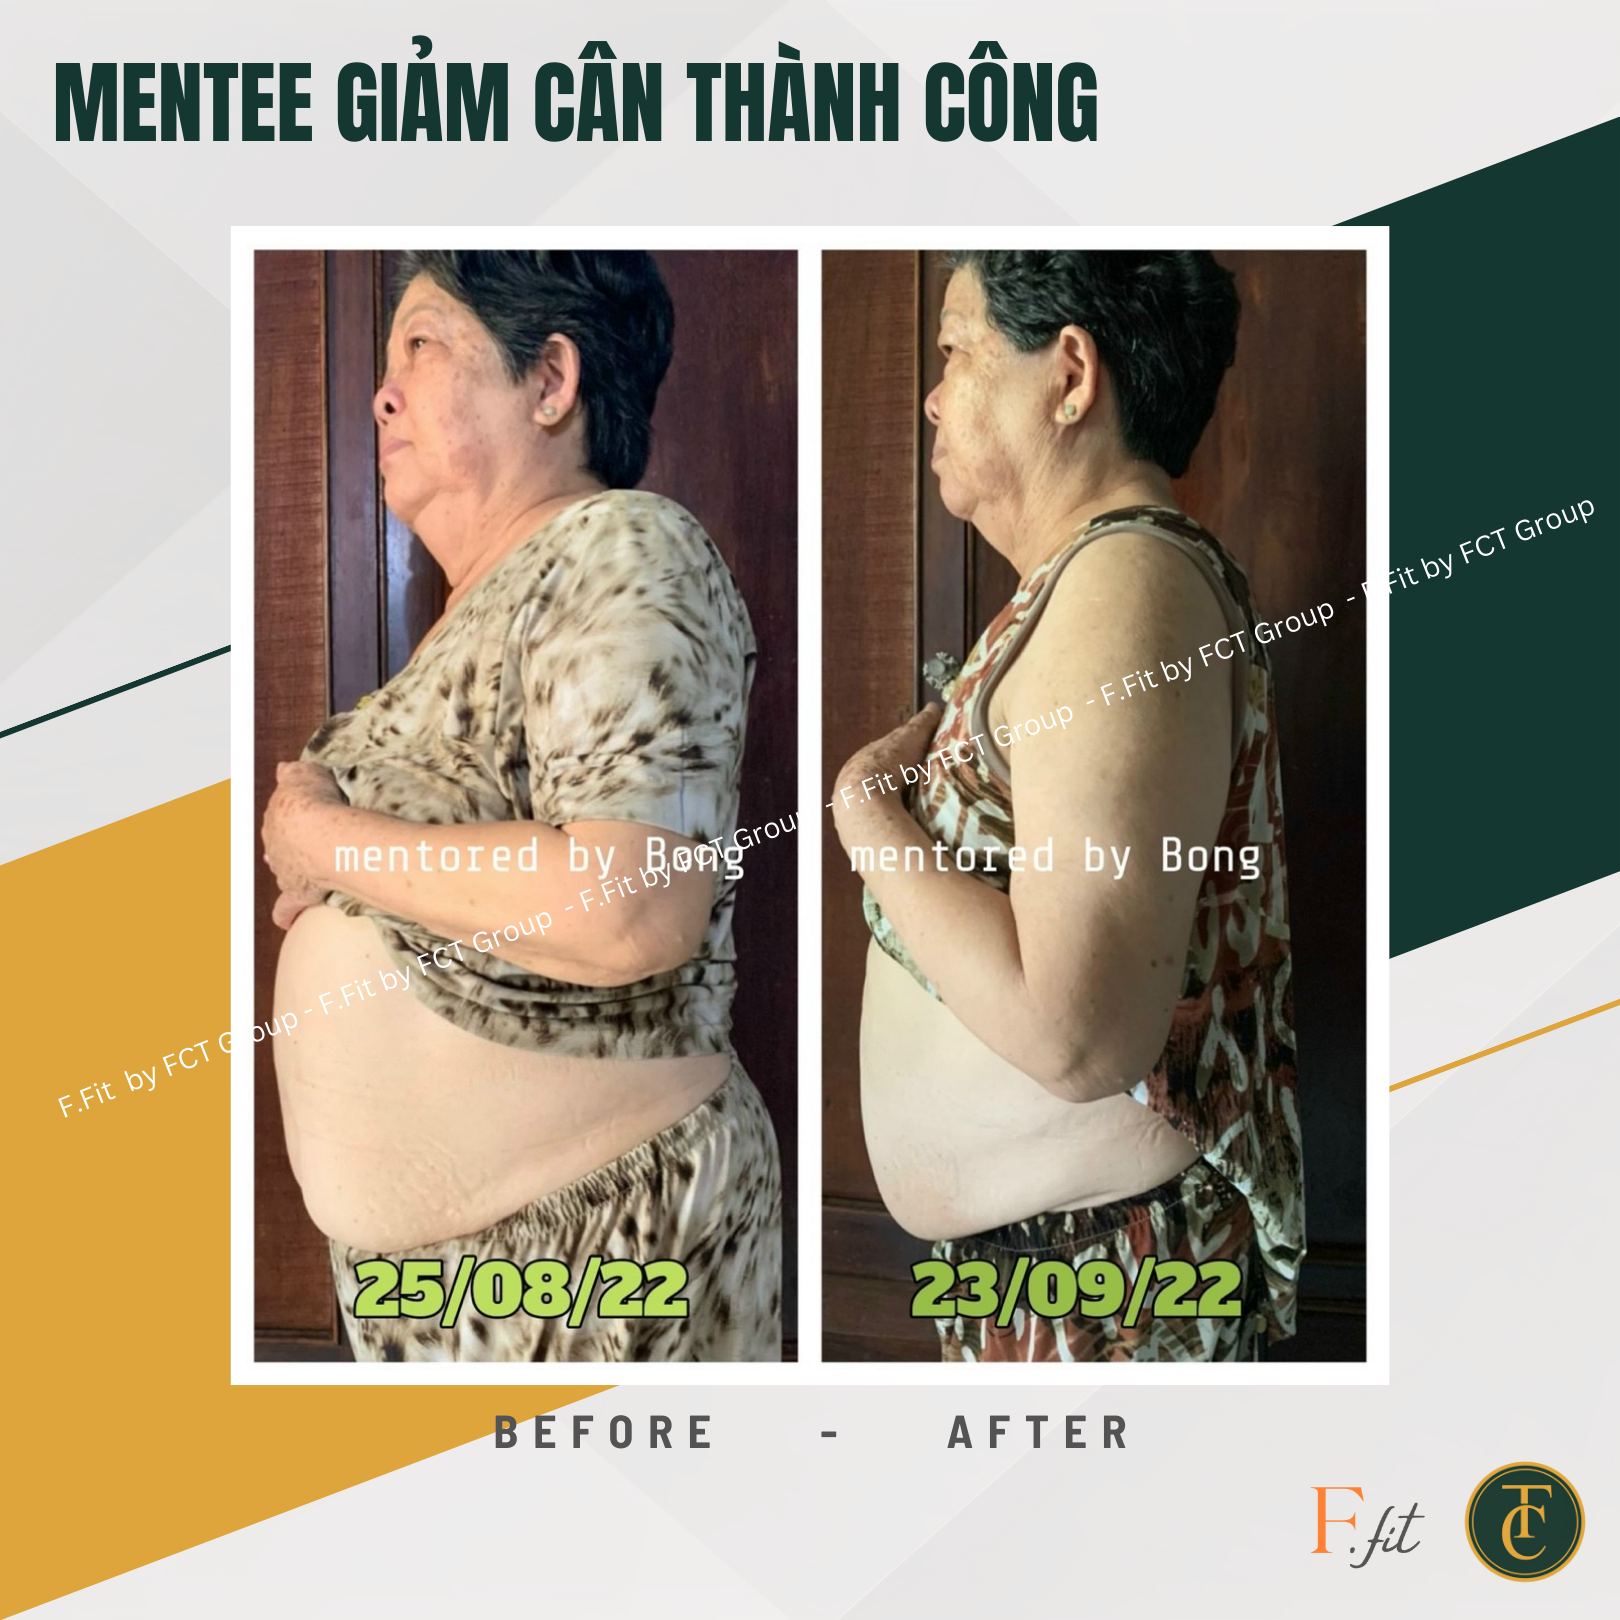 MENTEE GIẢM CÂN THÀNH CÔNG
mentored by Bong
mentored by Bong
F.Fit by FCT Group - F.Fit by FCT Group - F.Fit by FCT Group - F.Fit by FCT Group - F.Fit by FCT Group - F.Fit by FCT Group
25/08/22
23/09/22
BEFORE - AFTER
F.fit
FCT